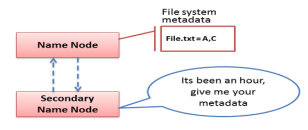 File system
metadata
File.txt=A,C
Name Node
Its been an hour,
give me your
metadata
Secondary
Name Node